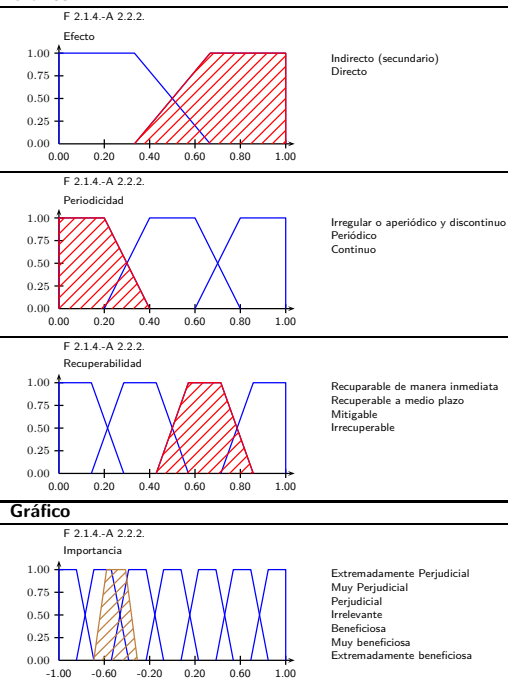 F 2.1.4.-A 2.2.2.
Efecto
1.00
0.75
0.50
0.25
0.00
0.00 0.20 0.40 0.60 0.80 1.00
Indirecto (secundario)
Directo
F 2.1.4.-A 2.2.2.
Periodicidad
1.00
0.75
0.50
0.25
0.00
0.00 0.20 0.40 0.60 0.80 1.00
Irregular o aperiódico y discontinuo
Periódico
Continuo
F 2.1.4.-A 2.2.2.
Recuperabilidad
1.00
0.75
0.50
0.25
0.00
0.00 0.20 0.40 0.60 0.80 1.00
Recuparable de manera inmediata
Recuperable a medio plazo
Mitigable
Irrecuperable
Gráfico
F 2.1.4.-A 2.2.2.
Importancia
1.00
0.75
0.50
0.25
0.00
-1.00 -0.60 -0.20 0.20 0.60 1.00
Extremadamente Perjudicial
Muy Perjudicial
Perjudicial
Irrelevante
Beneficiosa
Muy beneficiosa
Extremadamente beneficiosa